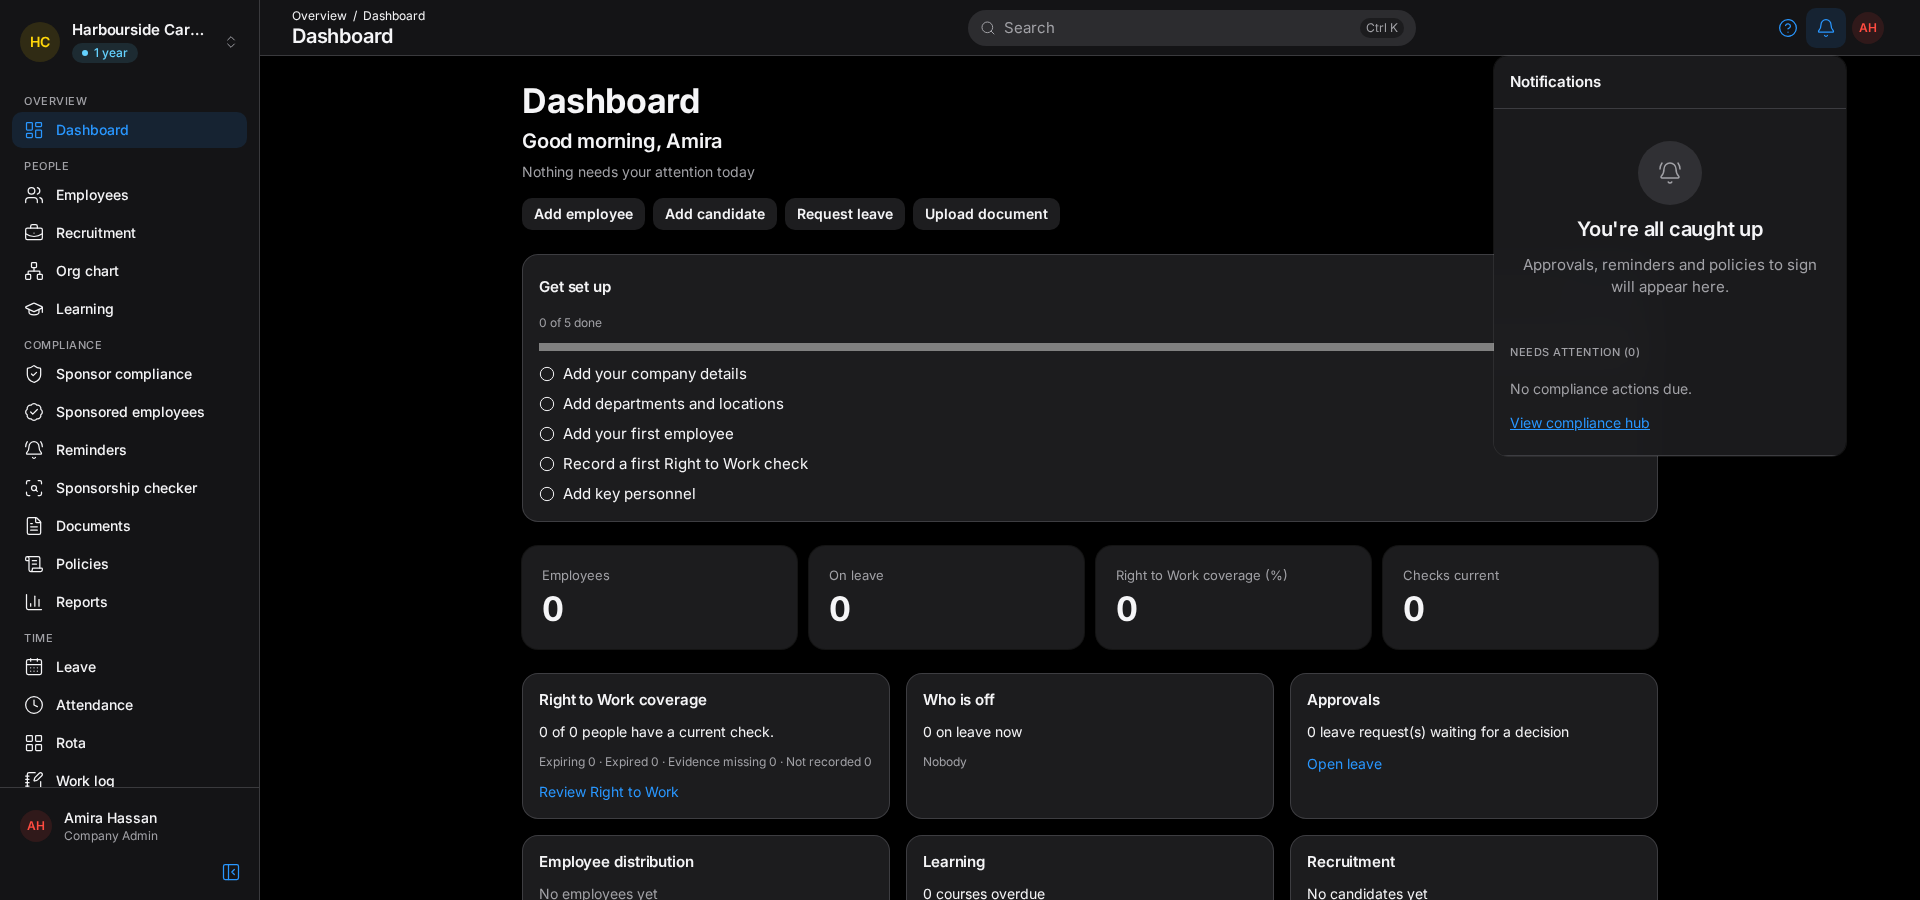 HC
Harbourside Car...
1 year
OVERVIEW
Dashboard
PEOPLE
Employees
Recruitment
Org chart
Learning
COMPLIANCE
Sponsor compliance
Sponsored employees
Reminders
Sponsorship checker
Documents
Policies
Reports
TIME
Leave
Attendance
Rota
Work log
AH
Amira Hassan
Company Admin
Overview / Dashboard
Dashboard
Search
Ctrl K
AH
Dashboard
Good morning, Amira
Nothing needs your attention today
Add employee
Add candidate
Request leave
Upload document
Get set up
0 of 5 done
Add your company details
Add departments and locations
Add your first employee
Record a first Right to Work check
Add key personnel
Notifications
You're all caught up
Approvals, reminders and policies to sign
will appear here.
NEEDS ATTENTION (0)
No compliance actions due.
View compliance hub
Employees
0
On leave
0
Right to Work coverage (%)
0
Checks current
0
Right to Work coverage
0 of 0 people have a current check.
Expiring 0 · Expired 0 · Evidence missing 0 · Not recorded 0
Review Right to Work
Who is off
0 on leave now
Nobody
Approvals
0 leave request(s) waiting for a decision
Open leave
Employee distribution
No employees yet
Learning
0 courses overdue
Recruitment
No candidates yet